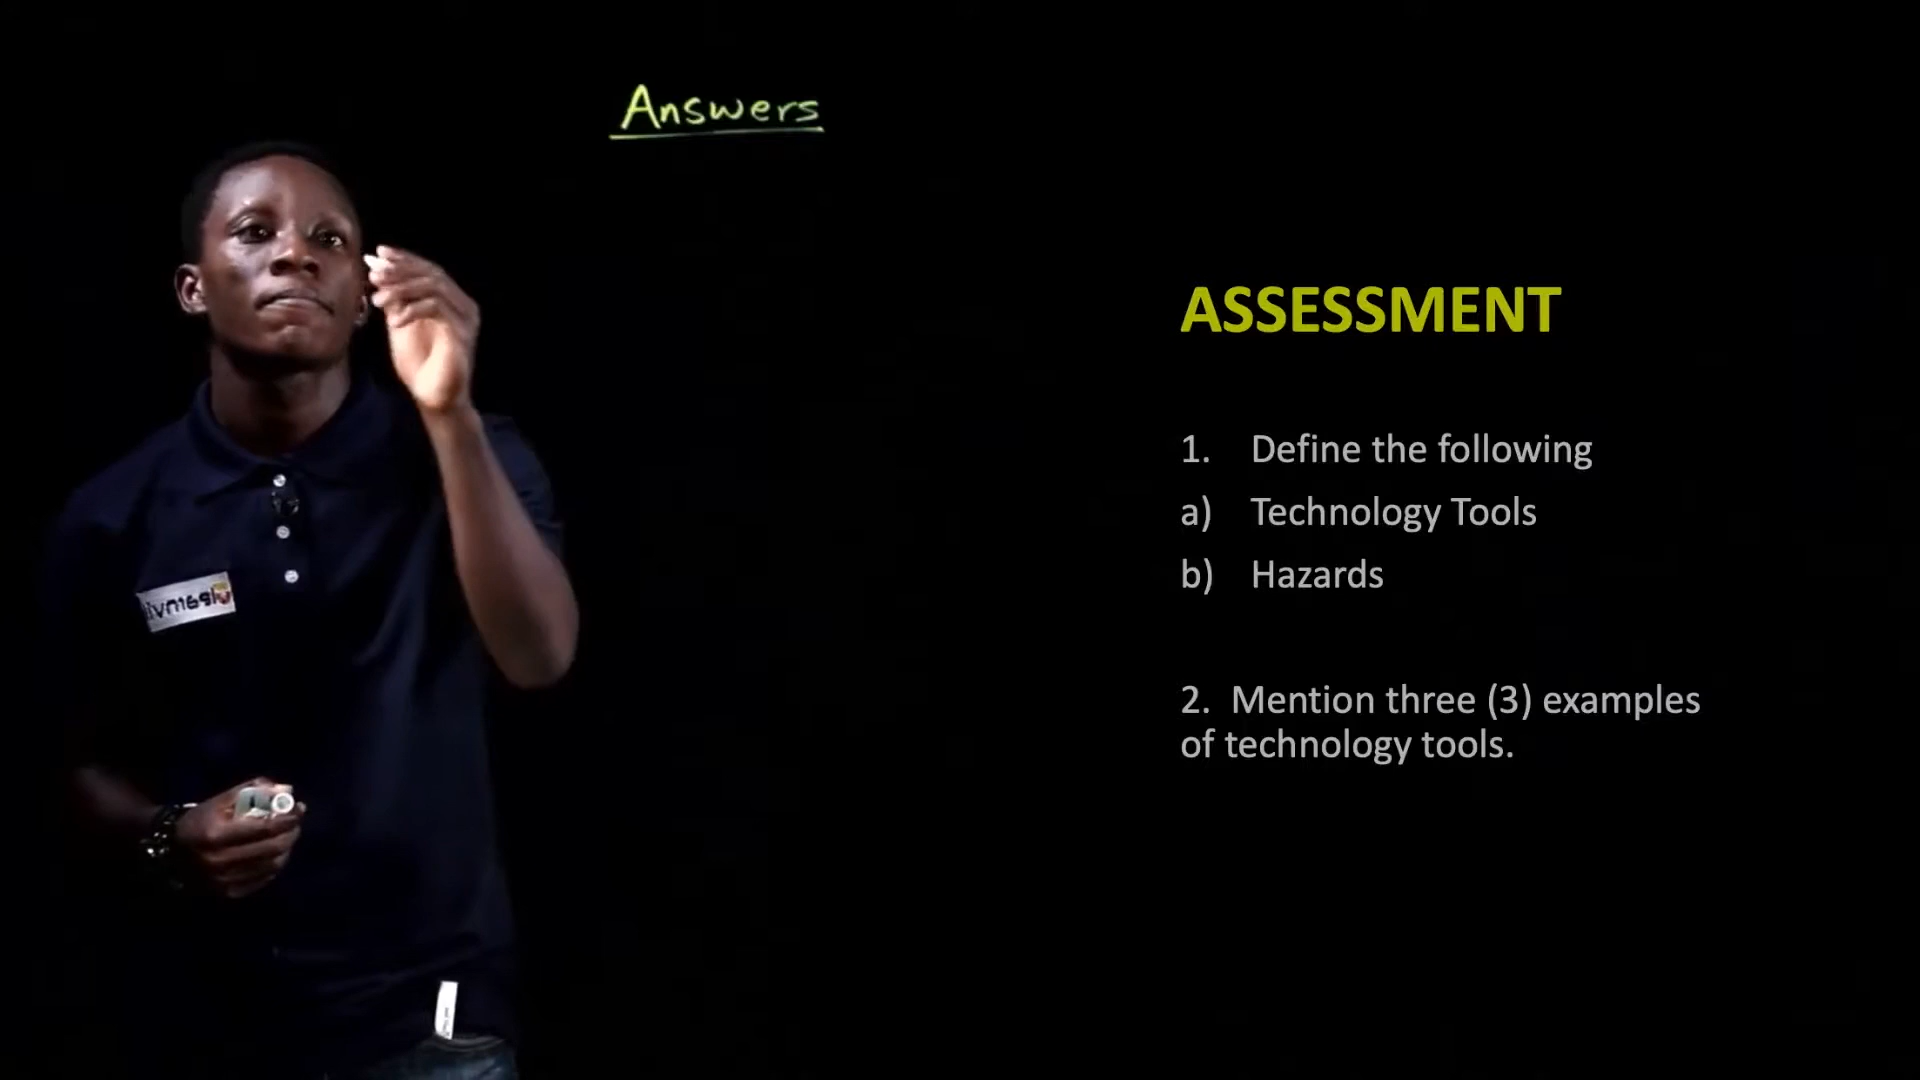 Answers
ASSESSMENT
1. Define the following
a) Technology Tools
b) Hazards
2. Mention three (3) examples
of technology tools.